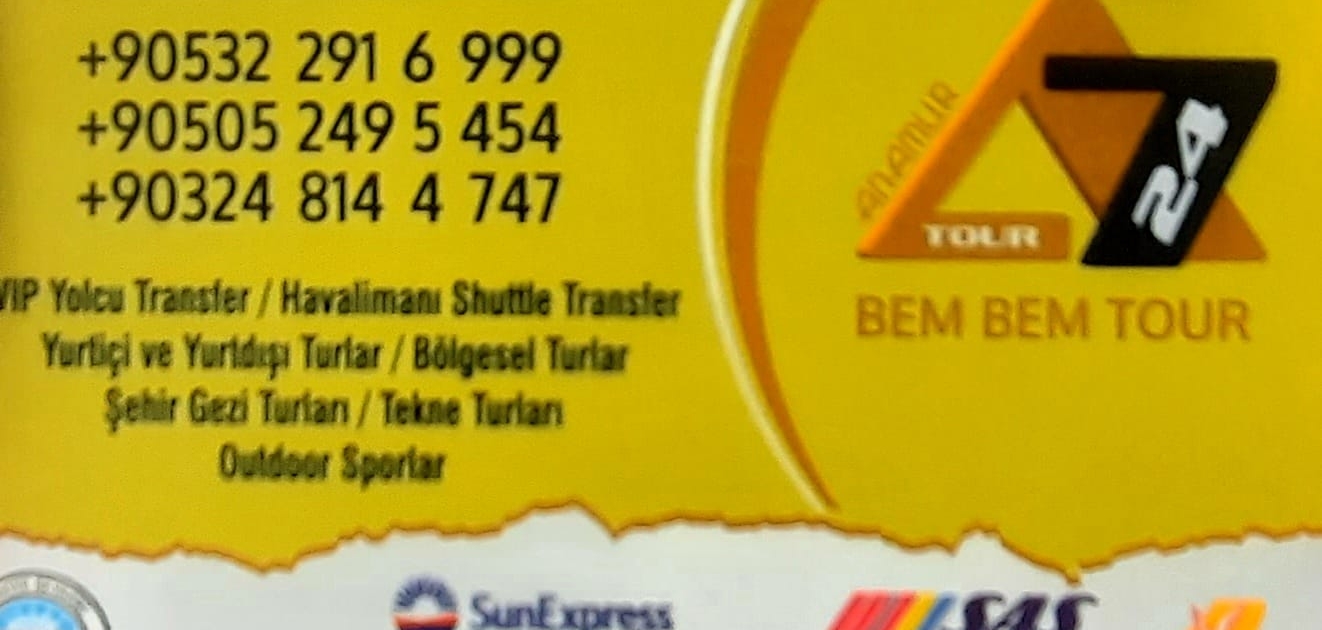 +90532 291 6 999
+90505 249 5 454
+90324 814 4 747
VIP Yolcu Transfer / Havalimanı Shuttle Transfer
Yurtiçi ve Yurtdışı Turlar / Bölgesel Turlar
Şehir Gezi Turları / Tekne Turları
Outdoor Sporlar
ANAMUR
7
24
TOUR
BEM BEM TOUR
SunExpress
SAS